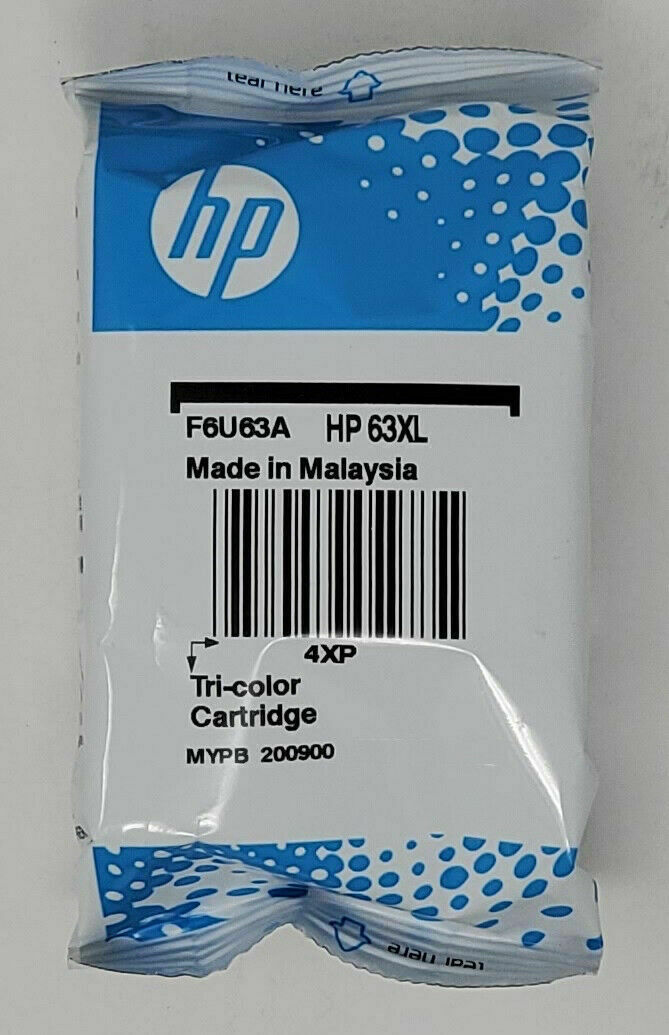 tear here
hp
F6U63A HP 63XL
Made in Malaysia
4XP
Tri-color
Cartridge
MYPB 200900
tear here